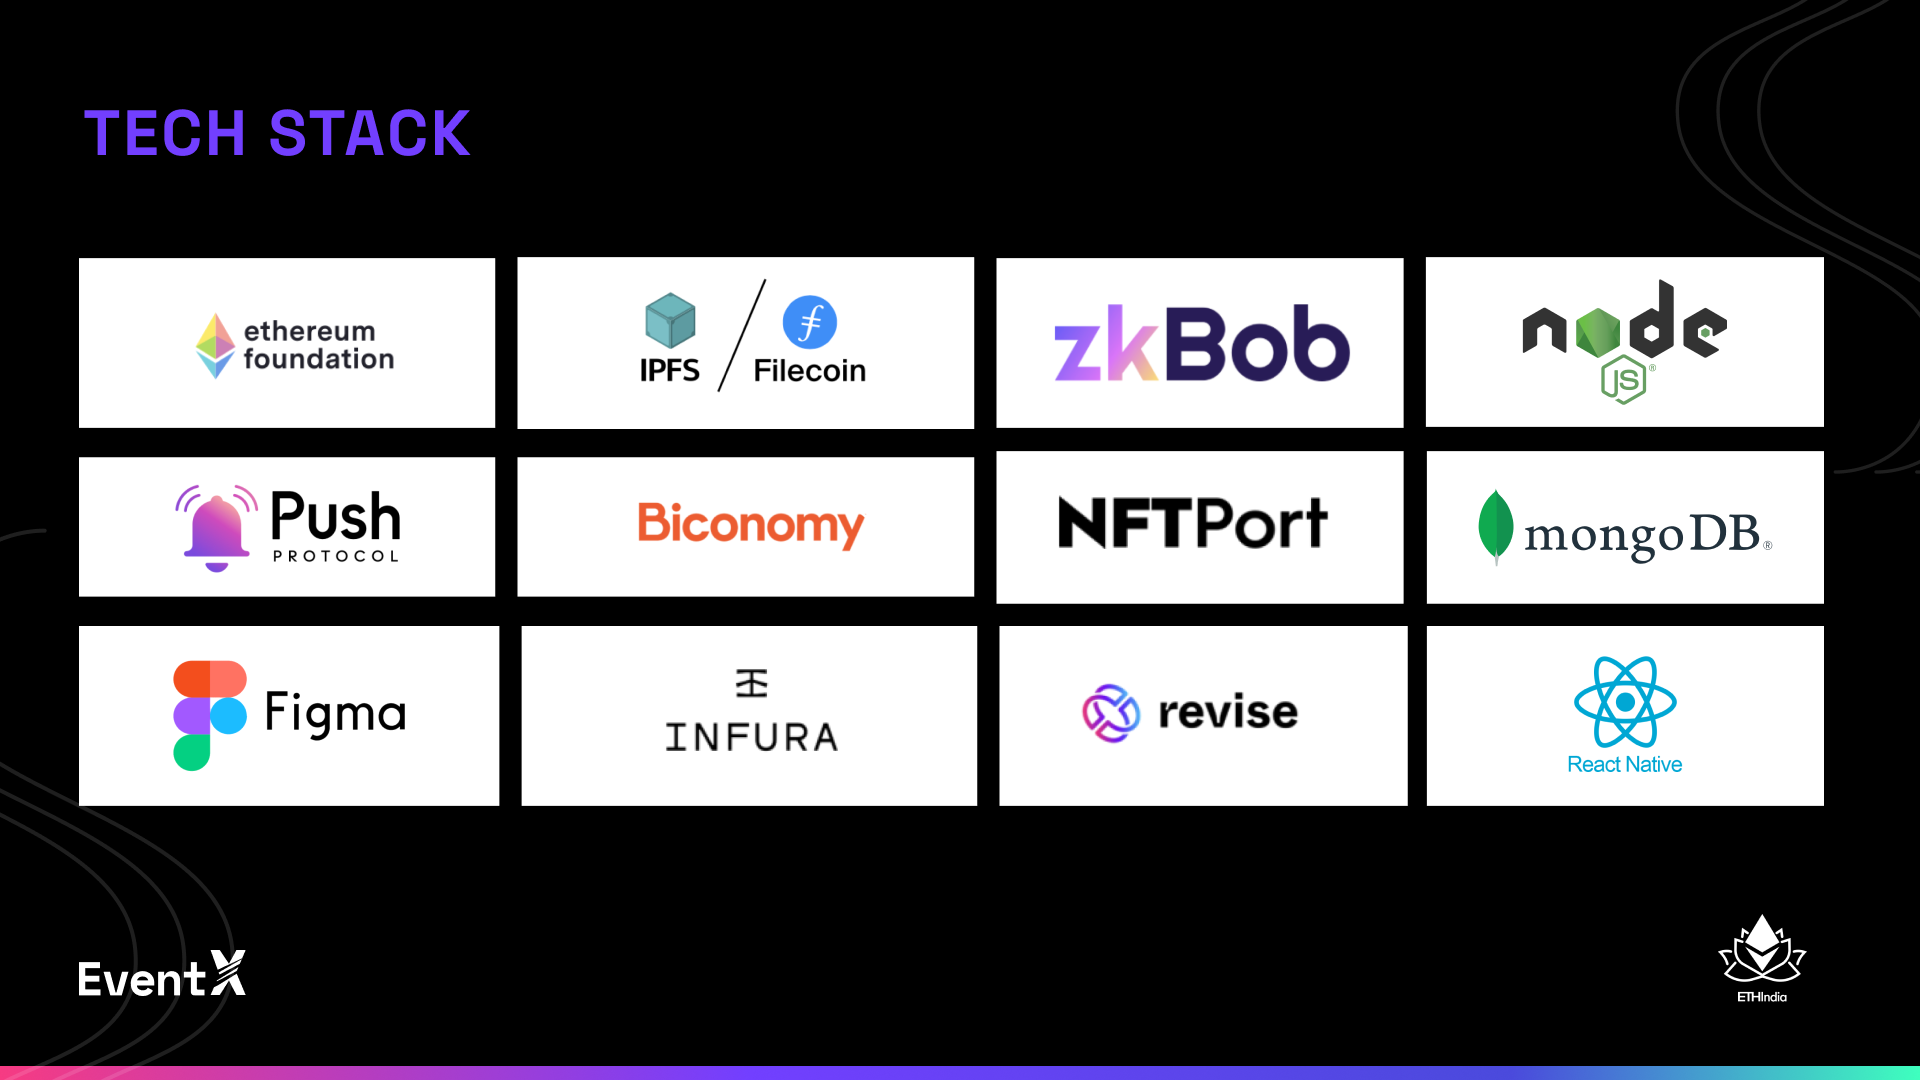 TECH STACK
ethereum
foundation
IPFS
Filecoin
zkBob
node
JS®
Push
PROTOCOL
Biconomy
NFTPort
mongoDB®
Figma
INFURA
revise
React Native
EventX
ETHIndia